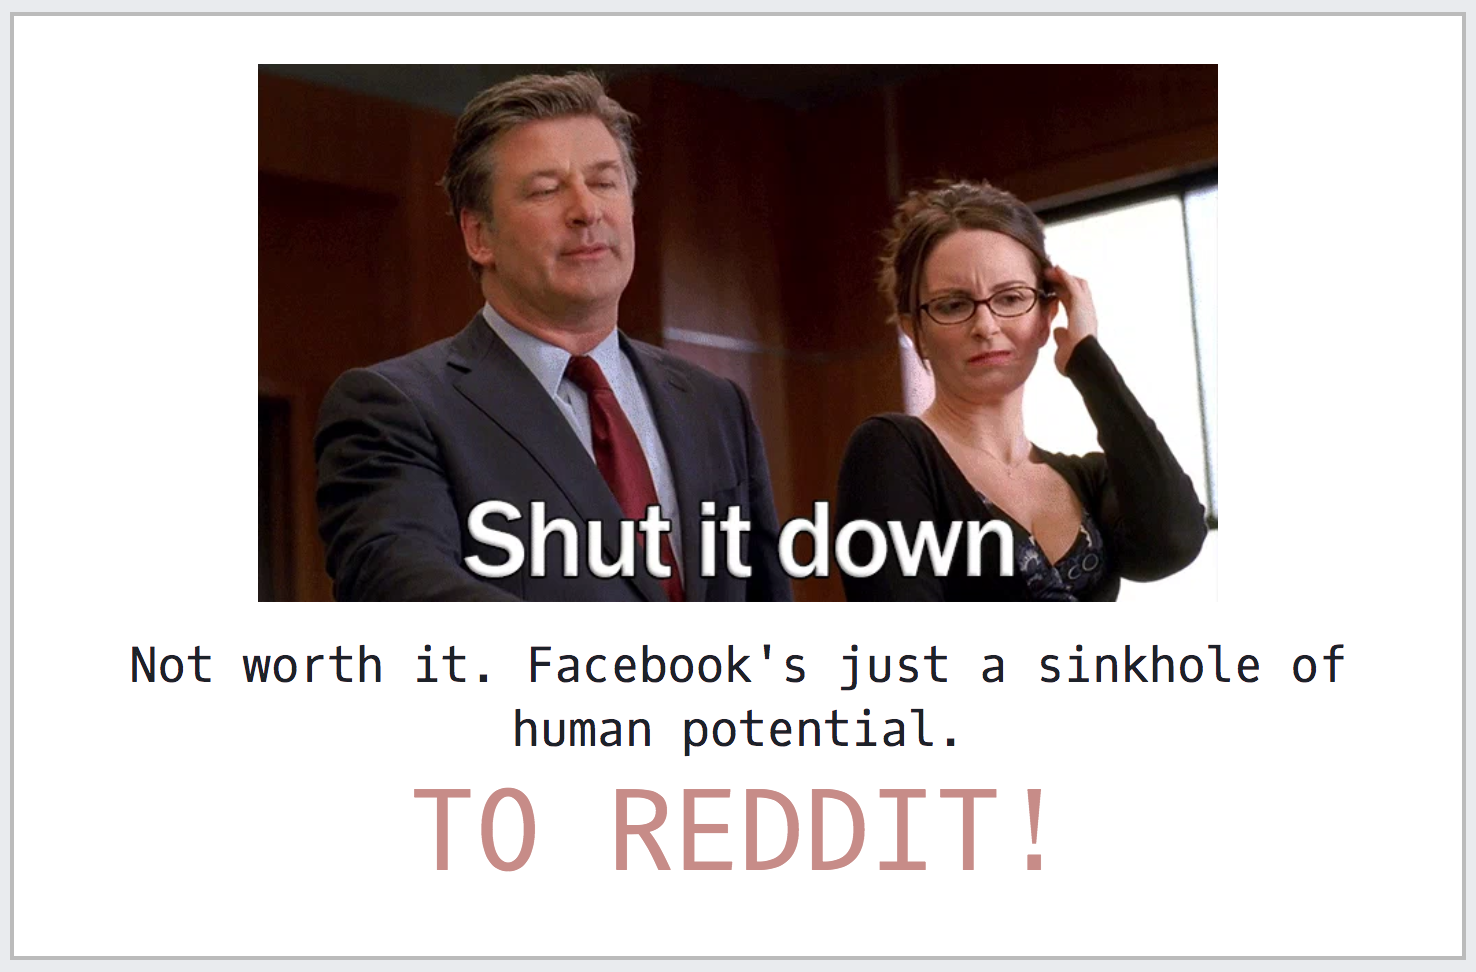 Shut it down
Not worth it. Facebook's just a sinkhole of
human potential.
TO REDDIT!